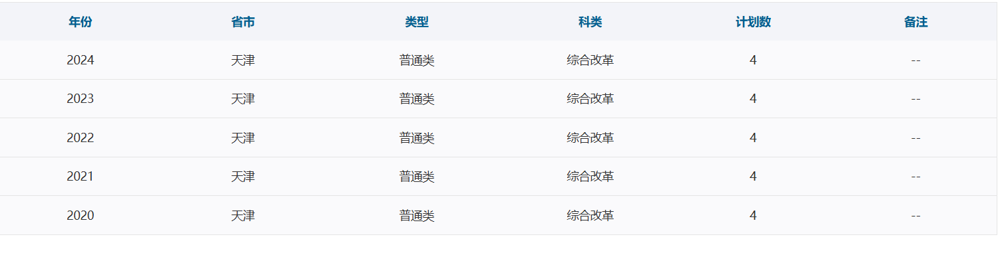 年份 省市 类型 科类 计划数 备注
2024 天津 普通类 综合改革 4 --
2023 天津 普通类 综合改革 4 --
2022 天津 普通类 综合改革 4 --
2021 天津 普通类 综合改革 4 --
2020 天津 普通类 综合改革 4 --